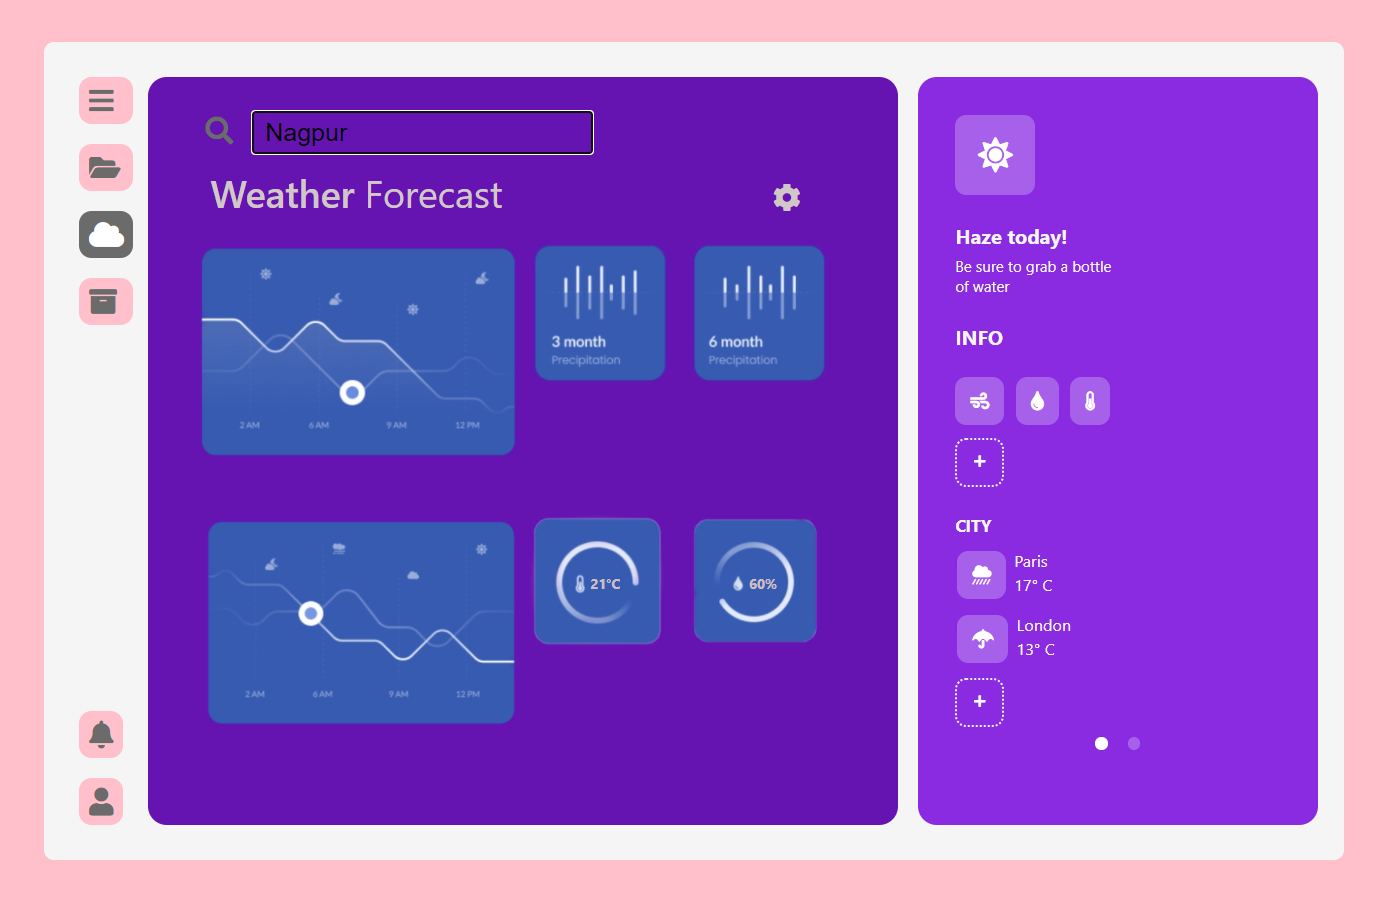 Nagpur
Weather Forecast
2 AM 6 AM 9 AM 12 PM
3 month
Precipitation
6 month
Precipitation
2 AM 6 AM 9 AM 12 PM
21°C
60%
Haze today!
Be sure to grab a bottle
of water
INFO
+
CITY
Paris
17° C
London
13° C
+